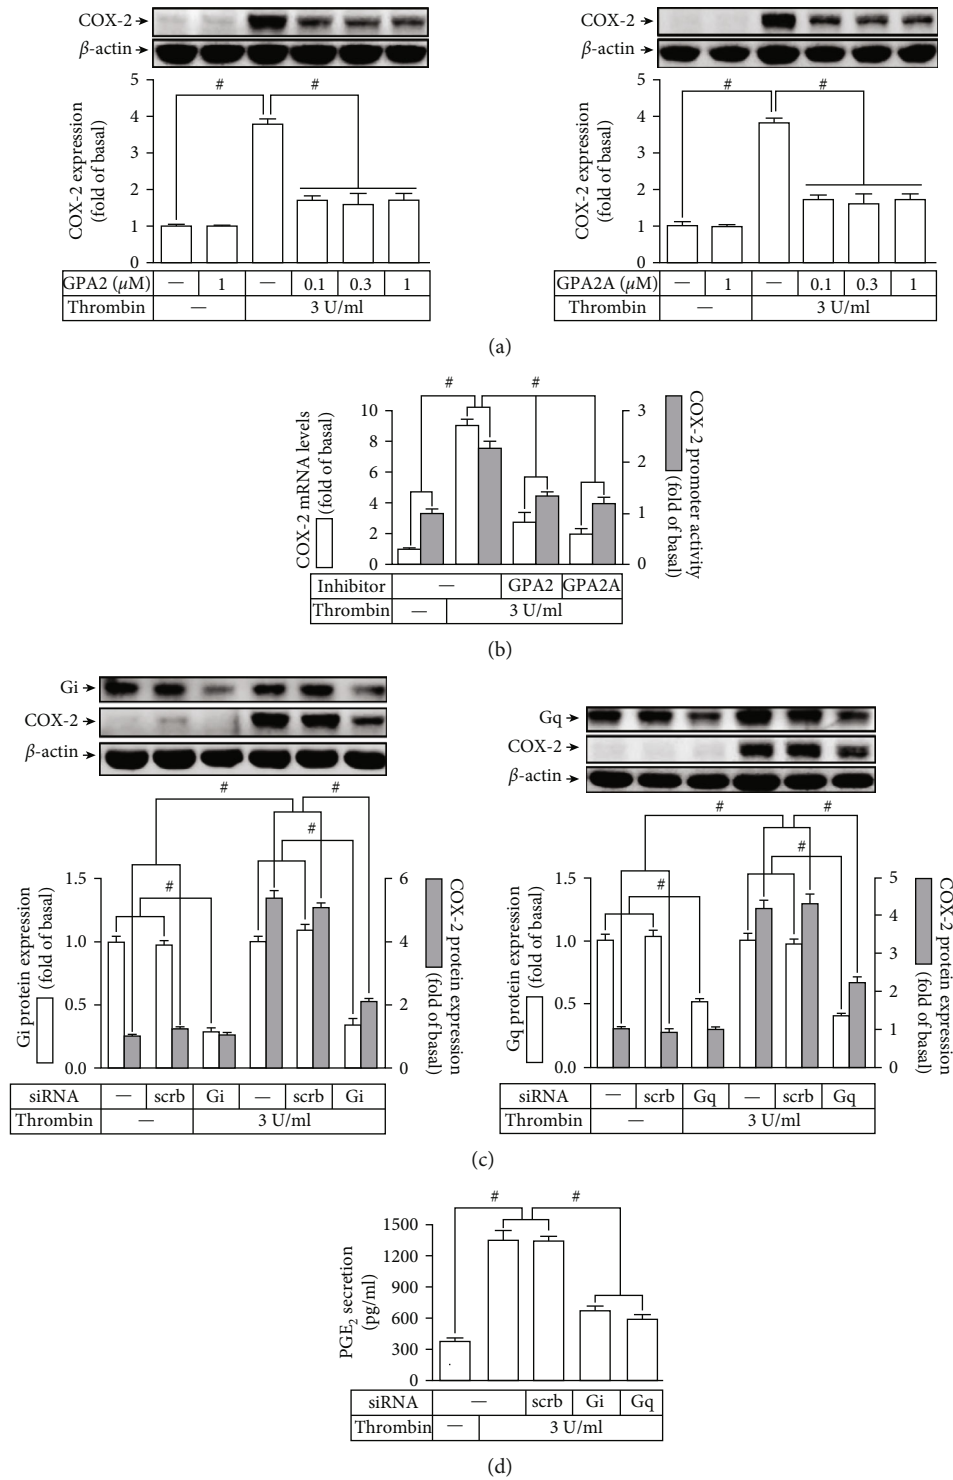 COX-2
β-actin
#
#
5
4
3
2
1
0
COX-2 expression
(fold of basal)
GPA2 (μM) — 1 — 0.1 0.3 1
Thrombin — 3 U/ml
COX-2
β-actin
#
#
5
4
3
2
1
0
COX-2 expression
(fold of basal)
GPA2A (μM) — 1 — 0.1 0.3 1
Thrombin — 3 U/ml
(a)
#
#
10
8
6
4
2
0
COX-2 mRNA levels
(fold of basal)
3
2
1
0
COX-2 promoter activity
(fold of basal)
Inhibitor — GPA2 GPA2A
Thrombin — 3 U/ml
(b)
Gi
COX-2
β-actin
#
#
#
#
1.5
1.0
0.5
0.0
Gi protein expression
(fold of basal)
6
4
2
0
COX-2 protein expression
(fold of basal)
siRNA — scrb Gi — scrb Gi
Thrombin — 3 U/ml
Gq
COX-2
β-actin
#
#
#
#
1.5
1.0
0.5
0.0
Gq protein expression
(fold of basal)
5
4
3
2
1
0
COX-2 protein expression
(fold of basal)
siRNA — scrb Gq — scrb Gq
Thrombin — 3 U/ml
(c)
#
#
1500
1200
900
600
300
0
PGE2 secretion
(pg/ml)
siRNA — scrb Gi Gq
Thrombin — 3 U/ml
(d)